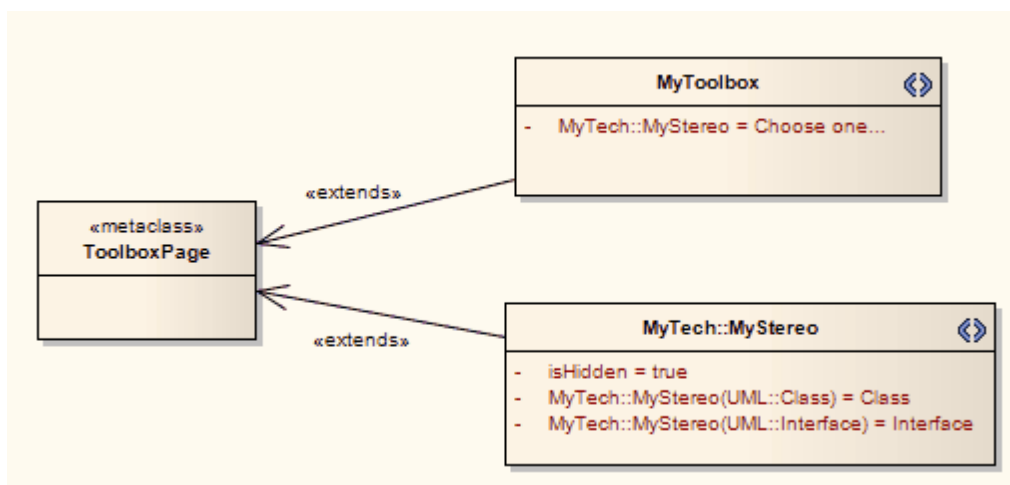 MyToolbox
- MyTech::MyStereo = Choose one...
«extends»
«metaclass»
ToolboxPage
«extends»
MyTech::MyStereo
- isHidden = true
- MyTech::MyStereo(UML::Class) = Class
- MyTech::MyStereo(UML::Interface) = Interface